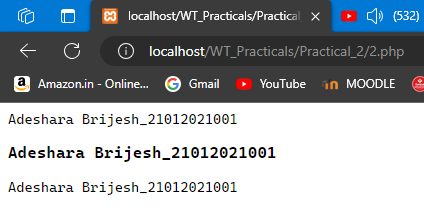 localhost/WT_Practicals/Practical
(532)
localhost/WT_Practicals/Practical_2/2.php
Amazon.in - Online... Gmail YouTube MOODLE
Adeshara Brijesh_21012021001
Adeshara Brijesh_21012021001
Adeshara Brijesh_21012021001